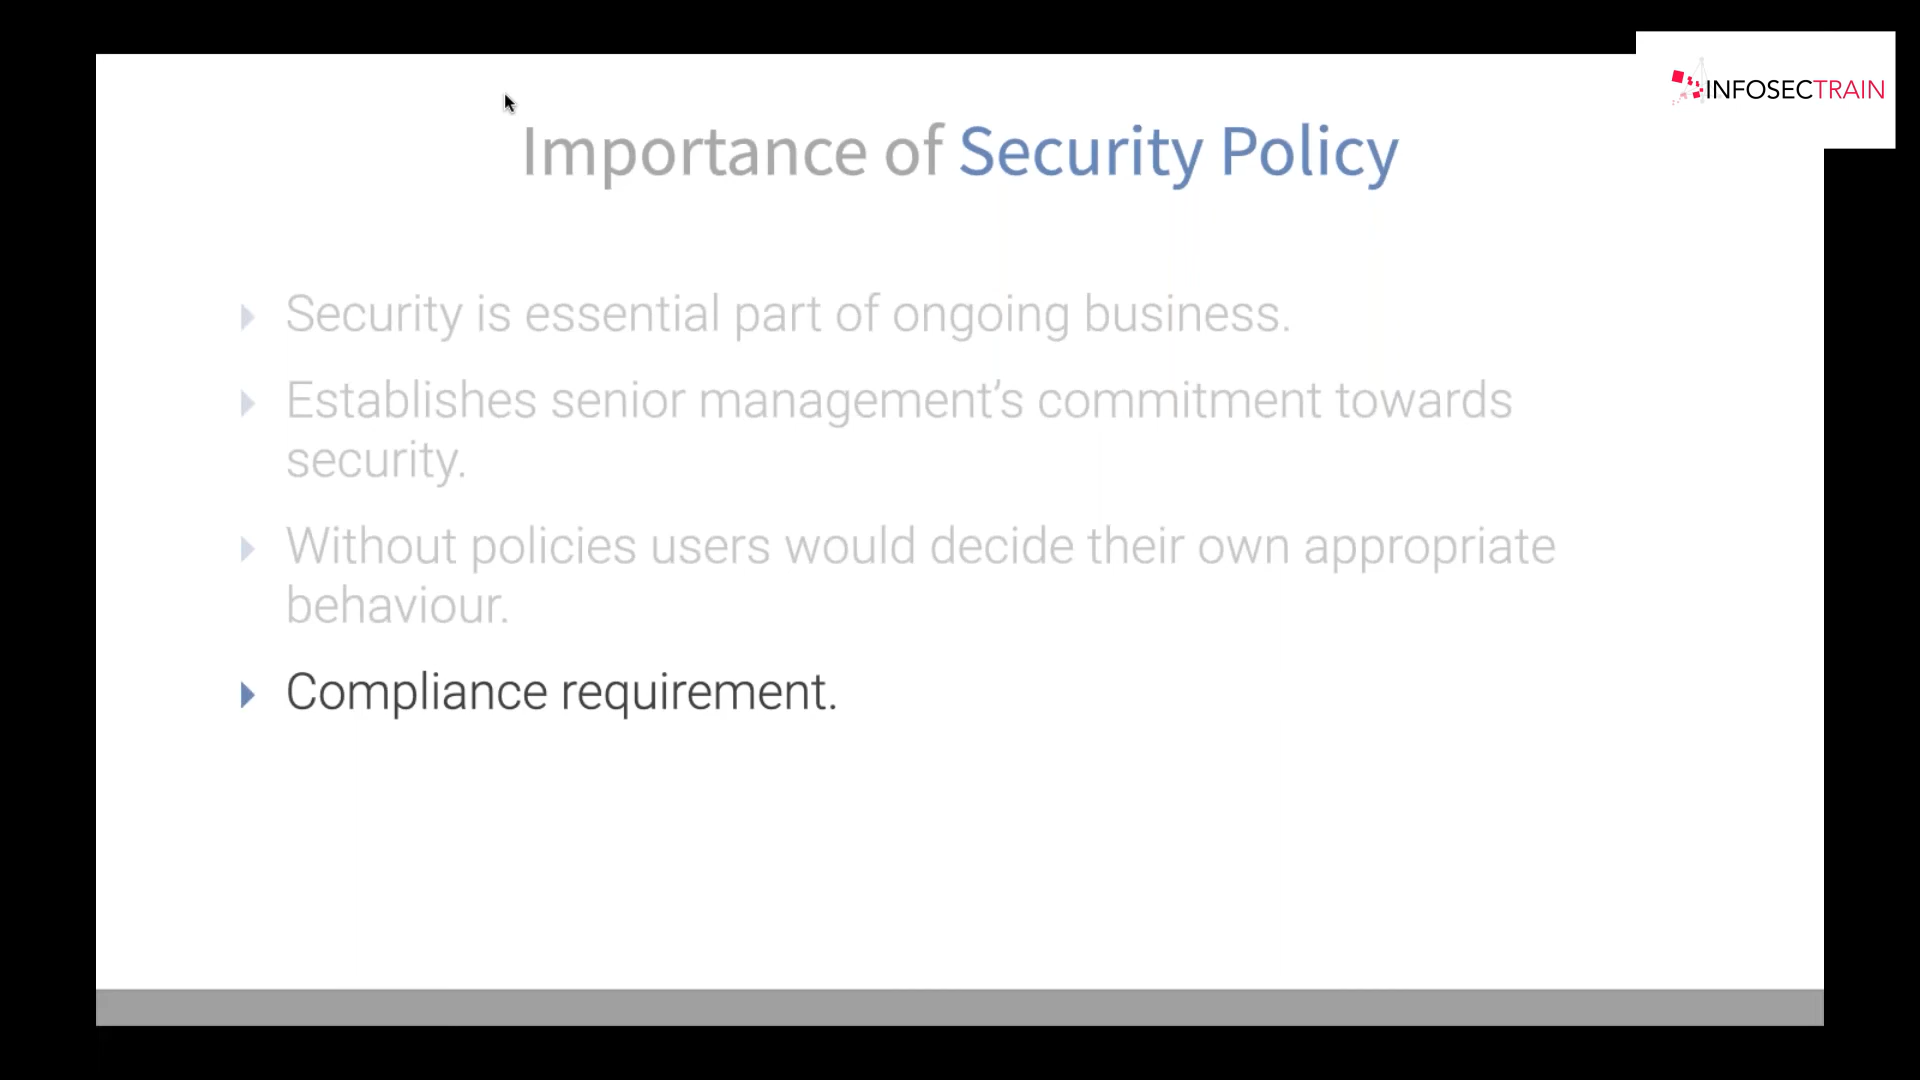 INFOSECTRAIN
Importance of Security Policy
Security is essential part of ongoing business.
Establishes senior management’s commitment towards
security.
Without policies users would decide their own appropriate
behaviour.
Compliance requirement.